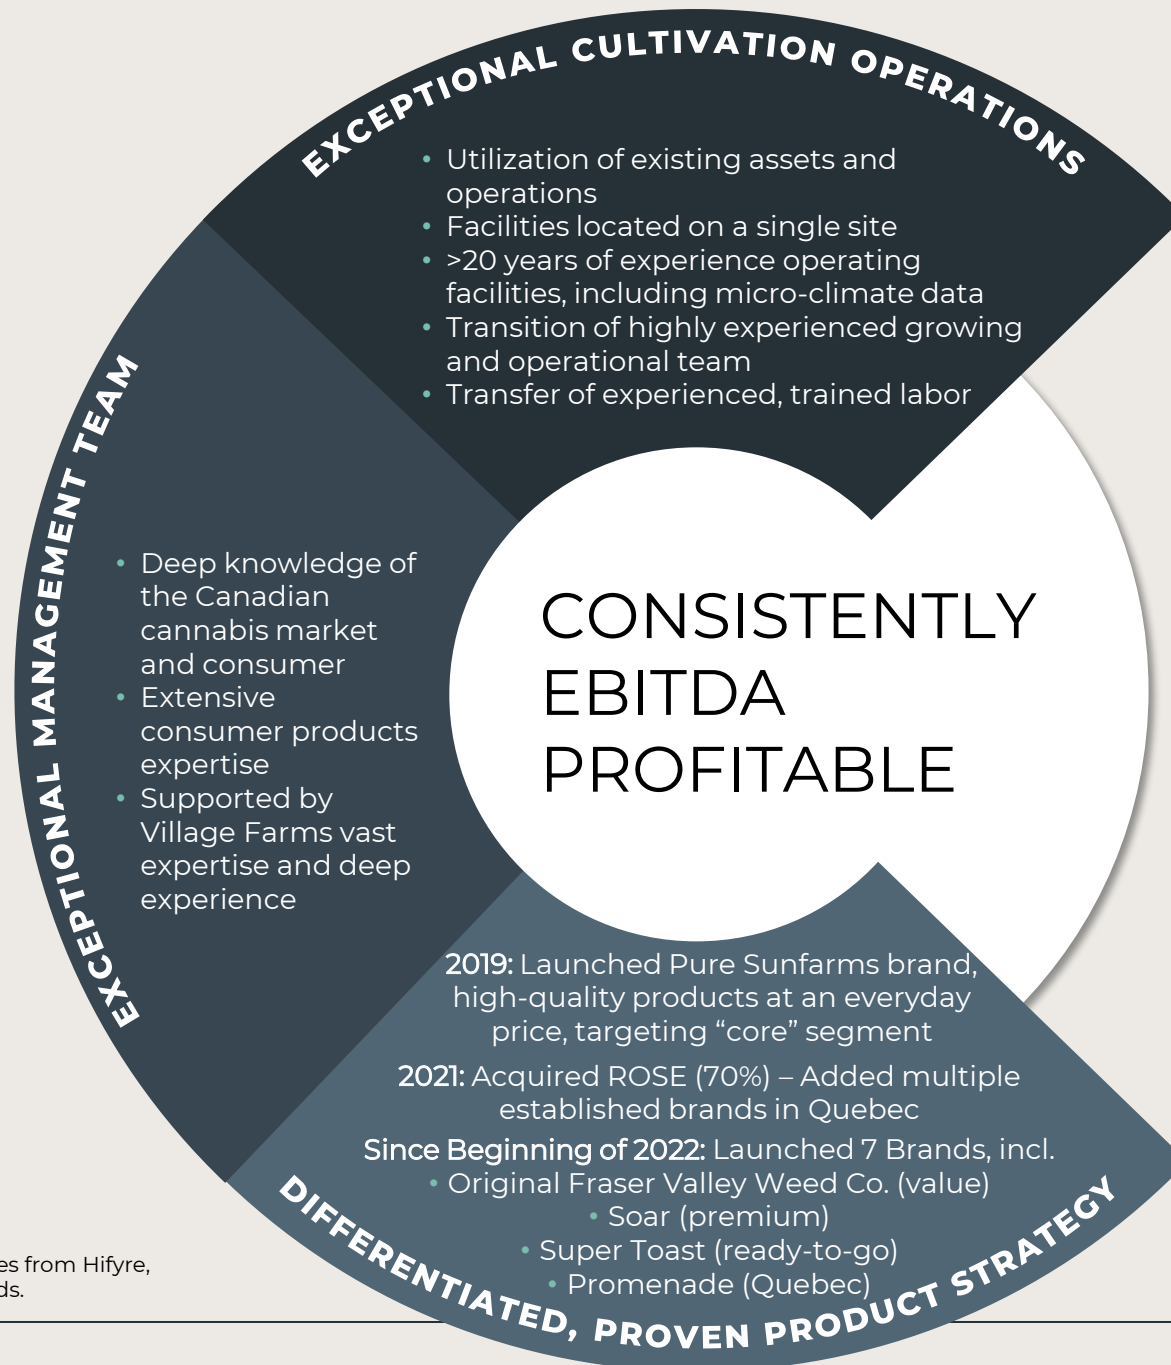 EXCEPTIONAL CULTIVATION OPERATIONS
• Utilization of existing assets and
operations
• Facilities located on a single site
• >20 years of experience operating
facilities, including micro-climate data
• Transition of highly experienced growing
and operational team
• Transfer of experienced, trained labor
EXCEPTIONAL MANAGEMENT TEAM
• Deep knowledge of
the Canadian
cannabis market
and consumer
• Extensive
consumer products
expertise
• Supported by
Village Farms vast
expertise and deep
experience
CONSISTENTLY
EBITDA
PROFITABLE
2019: Launched Pure Sunfarms brand,
high-quality products at an everyday
price, targeting “core” segment
2021: Acquired ROSE (70%) – Added multiple
established brands in Quebec
Since Beginning of 2022: Launched 7 Brands, incl.
• Original Fraser Valley Weed Co. (value)
• Soar (premium)
• Super Toast (ready-to-go)
• Promenade (Quebec)
DIFFERENTIATED, PROVEN PRODUCT STRATEGY
from Hifyre,